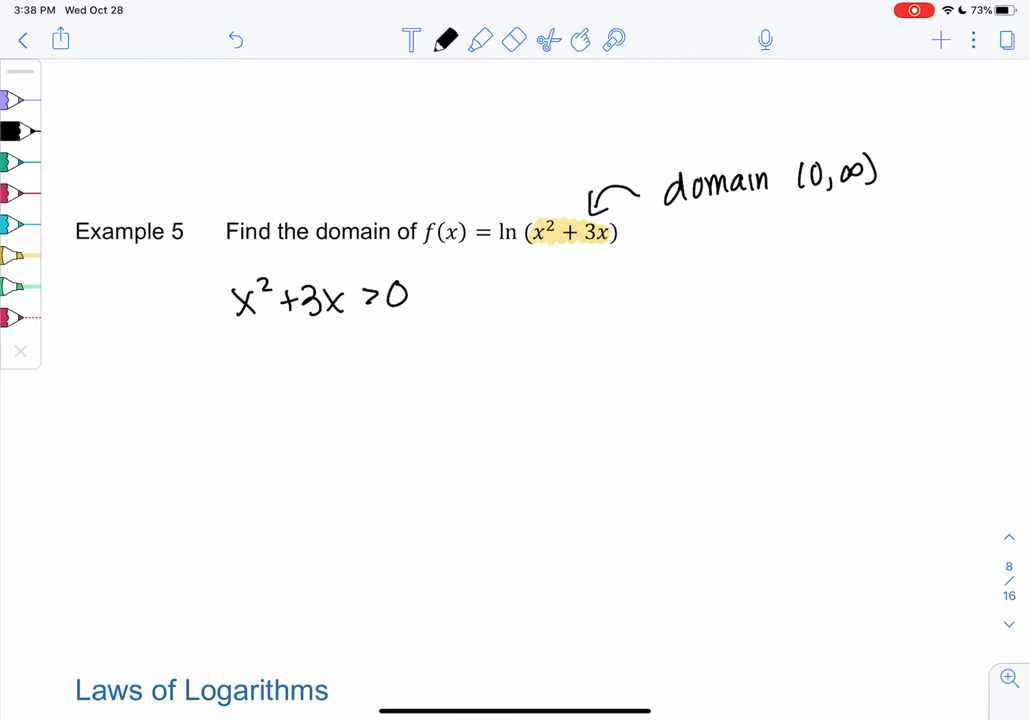 3:38 PM Wed Oct 28
73%
T
domain (0, ∞)
Example 5 Find the domain of f(x) = ln (x² + 3x)
x² + 3x > 0
8
/
16
Laws of Logarithms